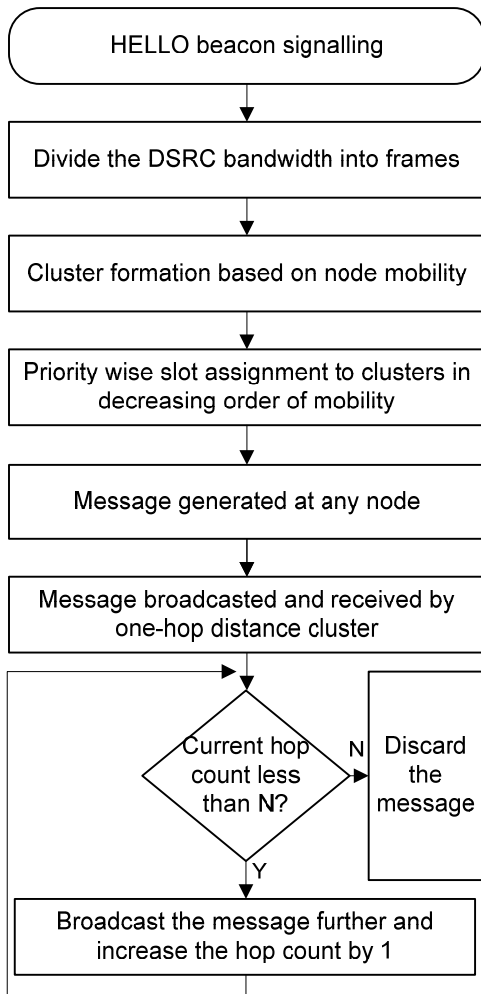 HELLO beacon signalling
Divide the DSRC bandwidth into frames
Cluster formation based on node mobility
Priority wise slot assignment to clusters in
decreasing order of mobility
Message generated at any node
Message broadcasted and received by
one-hop distance cluster
Current hop
count less
than N?
N
Discard
the
message
Y
Broadcast the message further and
increase the hop count by 1